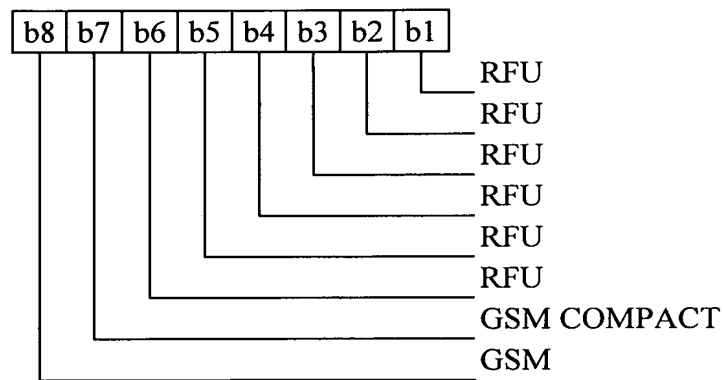 b8 b7 b6 b5 b4 b3 b2 b1
RFU
RFU
RFU
RFU
RFU
RFU
GSM COMPACT
GSM